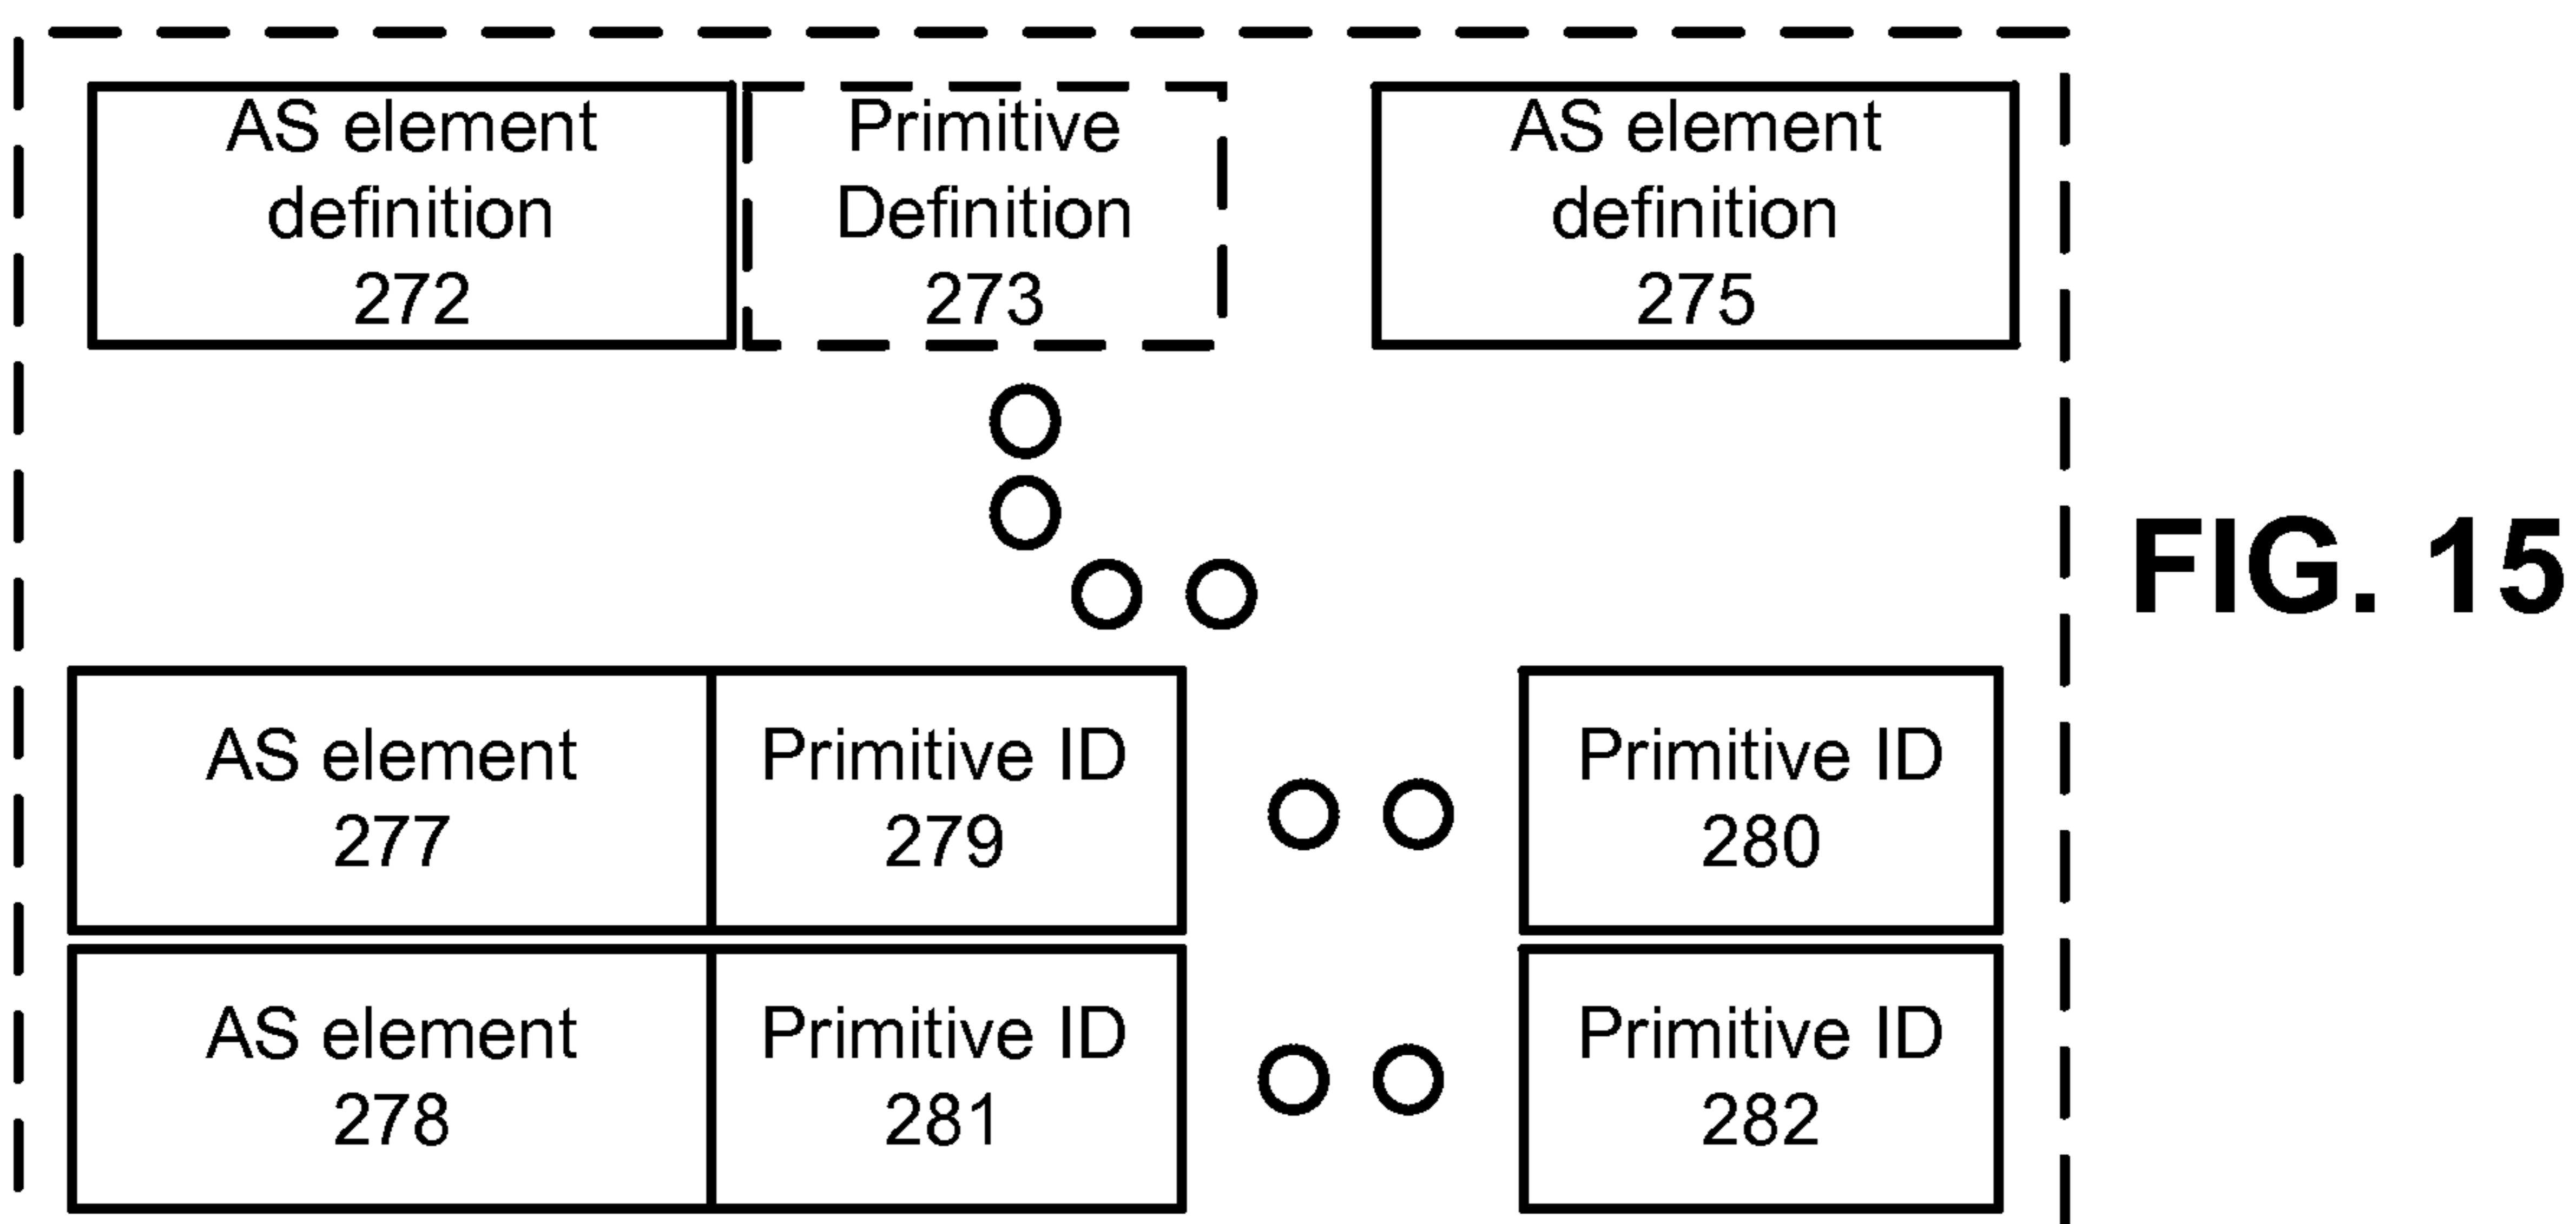 AS element
definition
272
Primitive
Definition
273
AS element
definition
275
FIG. 15
AS element
277
Primitive ID
279
Primitive ID
280
AS element
278
Primitive ID
281
Primitive ID
282